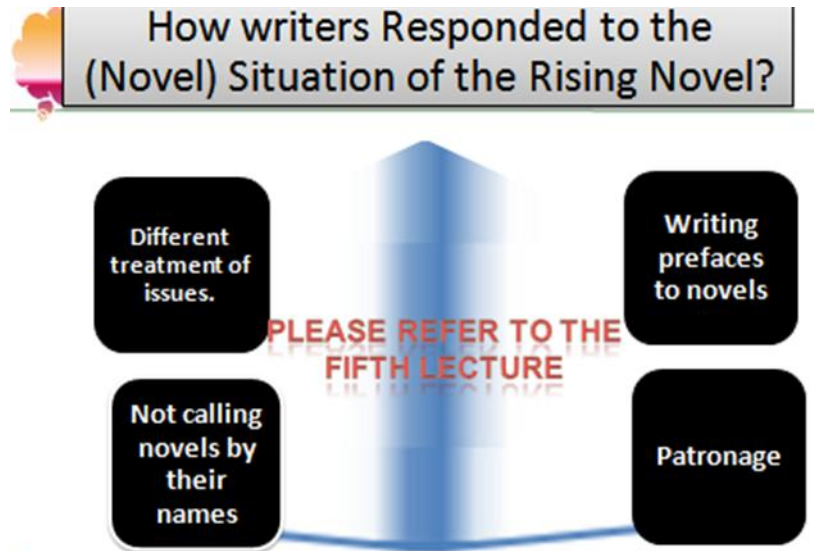 How writers Responded to the
(Novel) Situation of the Rising Novel?
Different
treatment of
issues.
Writing
prefaces
to novels
PLEASE REFER TO THE
FIFTH LECTURE
Not calling
novels by
their
names
Patronage